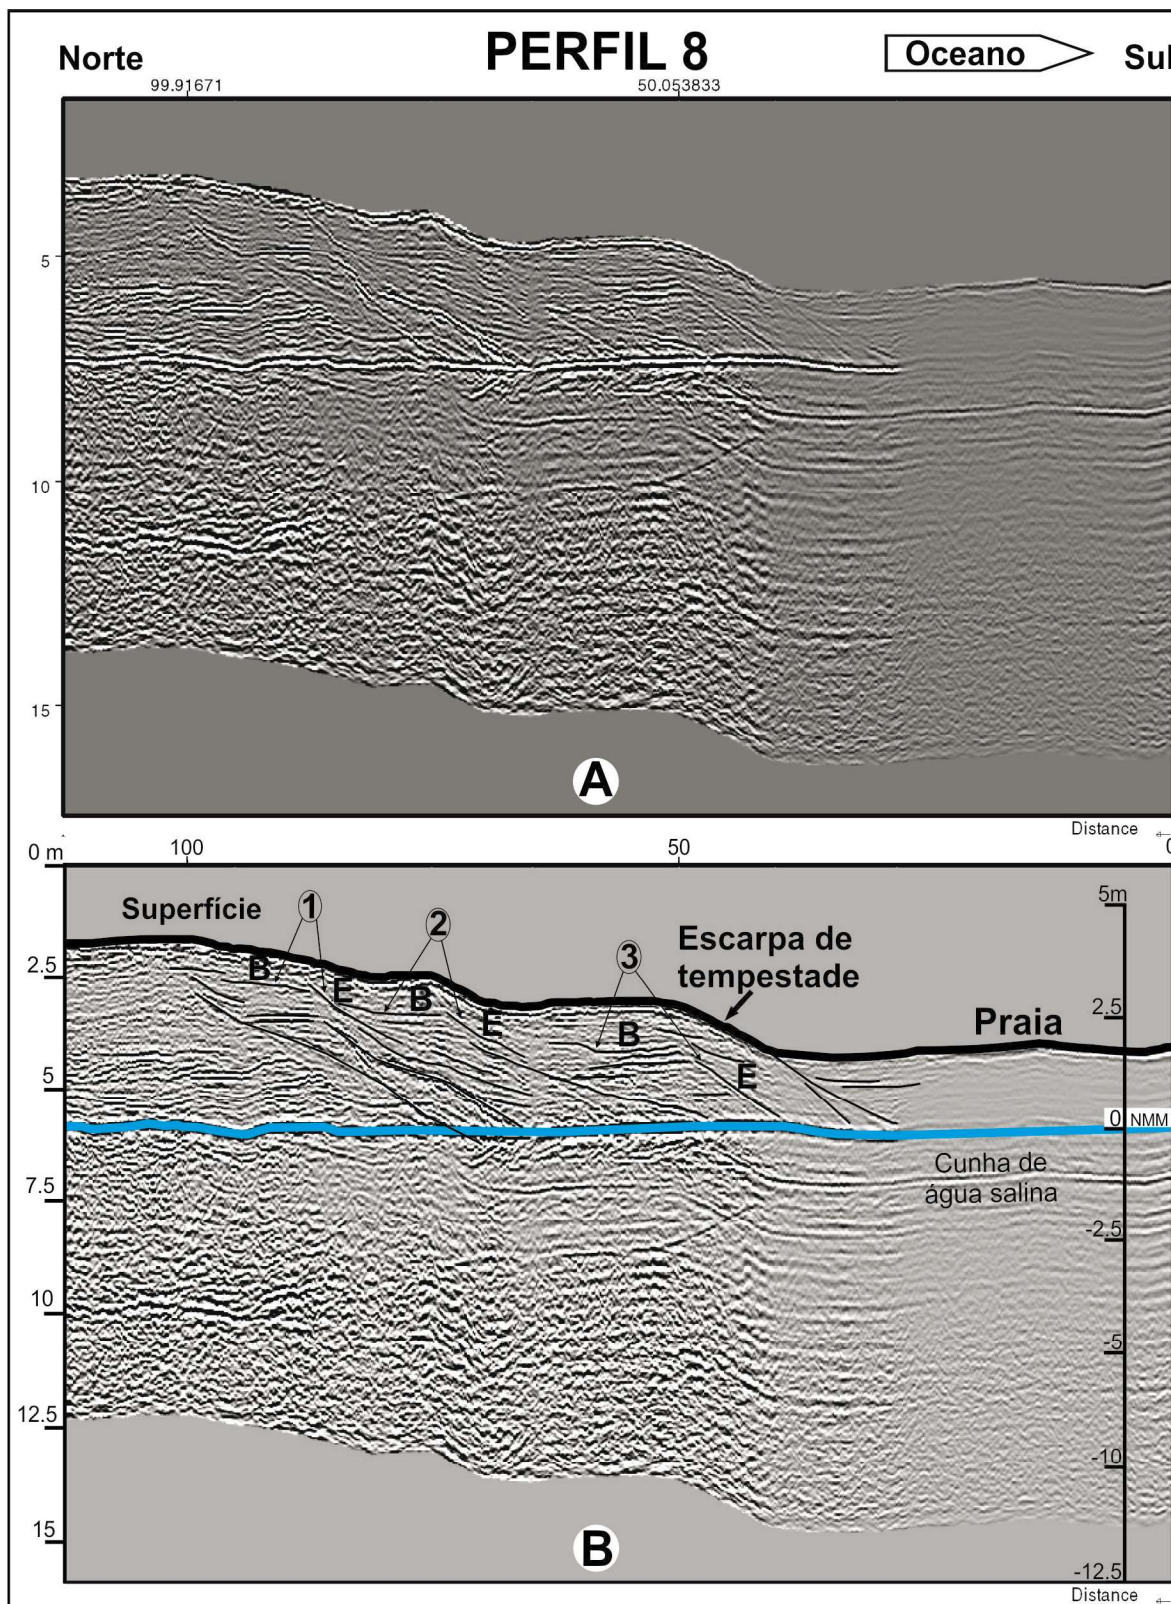 Norte
PERFIL 8
Oceano
Sul
99.91671
50.053833
5
10
15
A
Distance
0 m
100
50
0
Superfície
1
2
3
B
E
B
E
B
E
Escarpa de
tempestade
Praia
2.5
5
7.5
10
12.5
15
5m
2.5
0
NMM
-2.5
-5
-10
-12.5
Cunha de
água salina
B
Distance